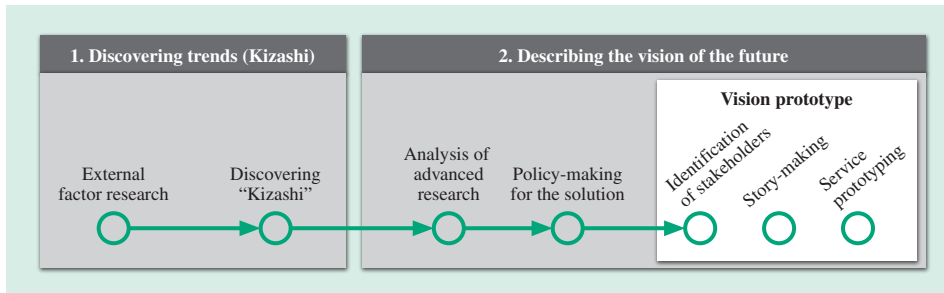 1. Discovering trends (Kizashi)
2. Describing the vision of the future
Vision prototype
External
factor research
Discovering
“Kizashi”
Analysis of
advanced
research
Policy-making
for the solution
Identification
of stakeholders
Story-making
Service
prototyping